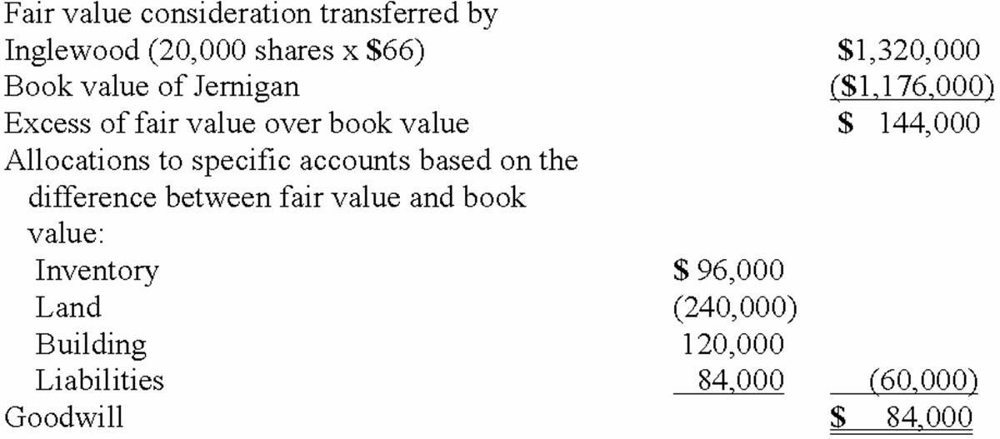 Fair value consideration transferred by
Inglewood (20,000 shares x $66) $1,320,000
Book value of Jernigan ($1,176,000)
Excess of fair value over book value $ 144,000
Allocations to specific accounts based on the
difference between fair value and book
value:
Inventory $ 96,000
Land (240,000)
Building 120,000
Liabilities 84,000 (60,000)
Goodwill $ 84,000